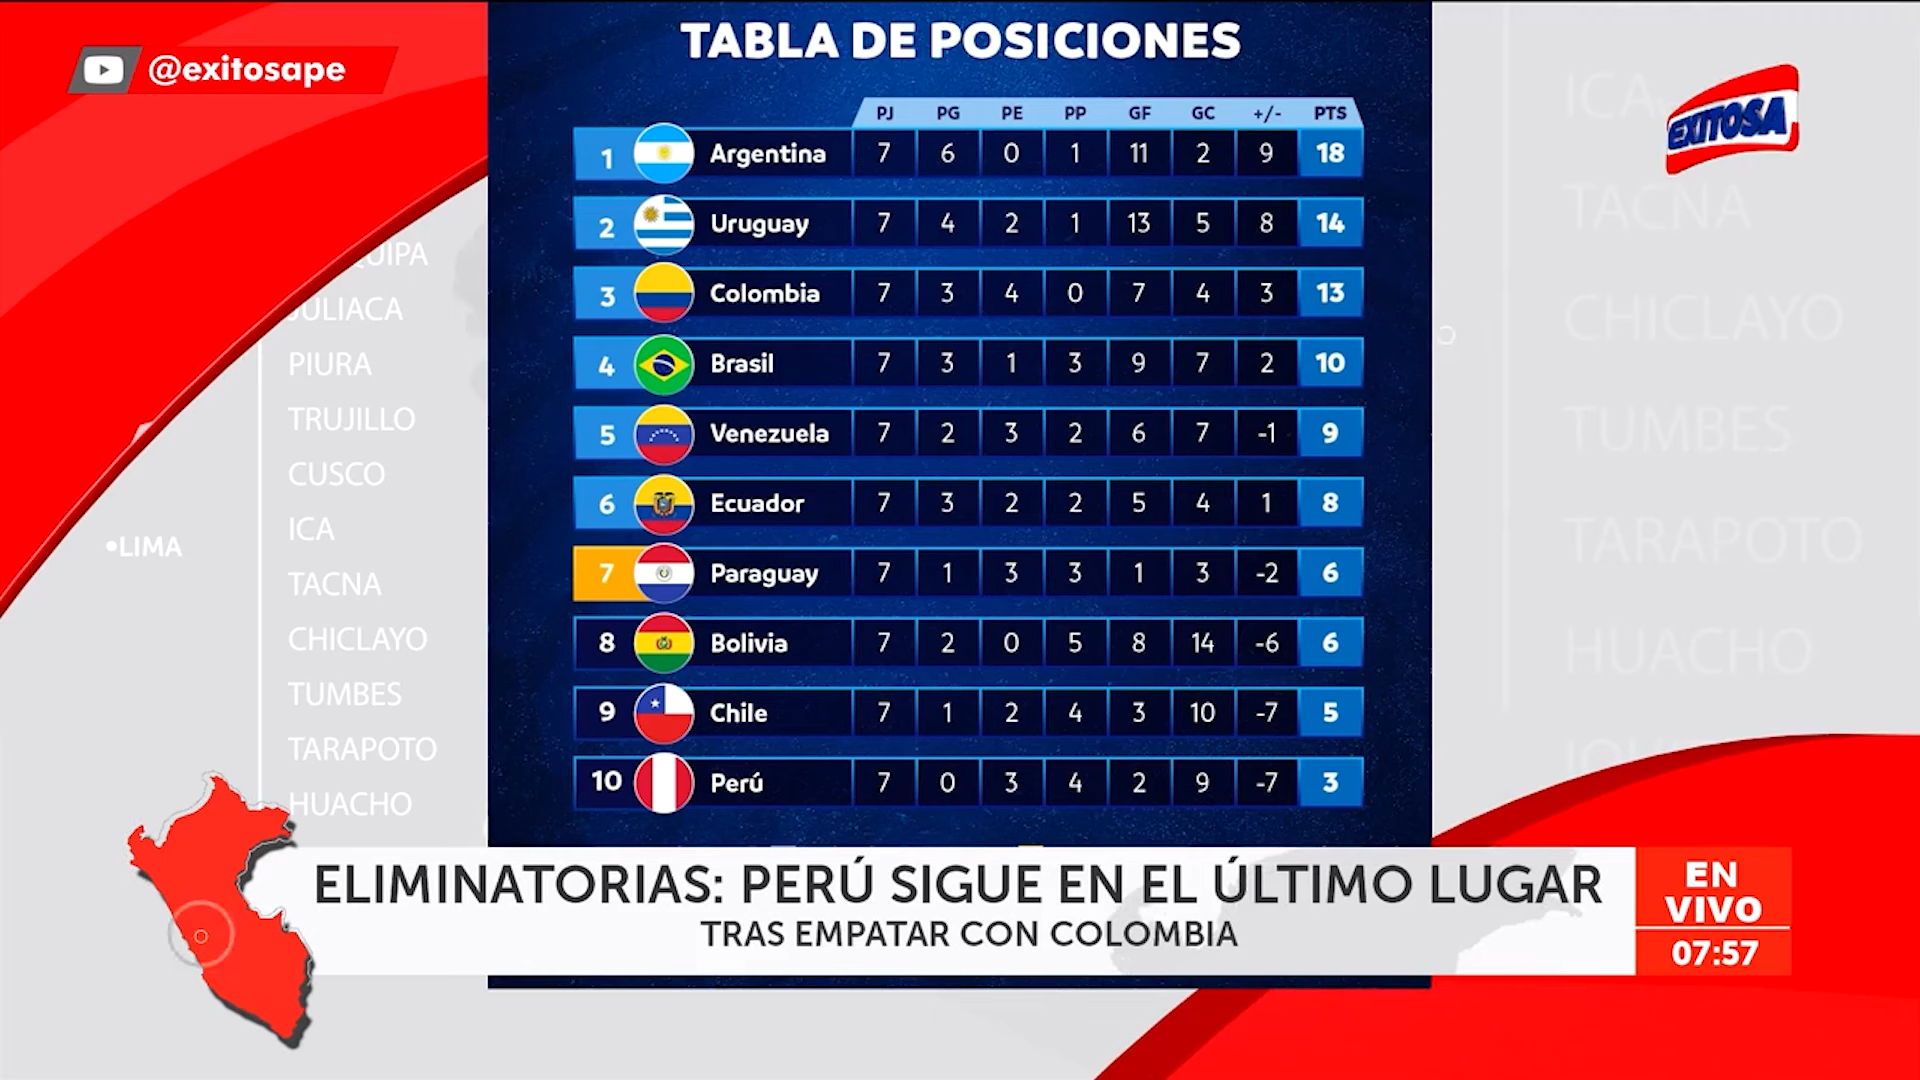 @exitosape
EXITOSA
TABLA DE POSICIONES
PJ PG PE PP GF GC +/- PTS
1 Argentina 7 6 0 1 11 2 9 18
2 Uruguay 7 4 2 1 13 5 8 14
3 Colombia 7 3 4 0 7 4 3 13
4 Brasil 7 3 1 3 9 7 2 10
5 Venezuela 7 2 3 2 6 7 -1 9
6 Ecuador 7 3 2 2 5 4 1 8
7 Paraguay 7 1 3 3 1 3 -2 6
8 Bolivia 7 2 0 5 8 14 -6 6
9 Chile 7 1 2 4 3 10 -7 5
10 Perú 7 0 3 4 2 9 -7 3
JULIACA
PIURA
TRUJILLO
CUSCO
ICA
TACNA
CHICLAYO
TUMBES
TARAPOTO
HUACHO
LIMA
ICA
TACNA
CHICLAYO
TUMBES
TARAPOTO
HUACHO
ELIMINATORIAS: PERÚ SIGUE EN EL ÚLTIMO LUGAR
TRAS EMPATAR CON COLOMBIA
EN
VIVO
07:57